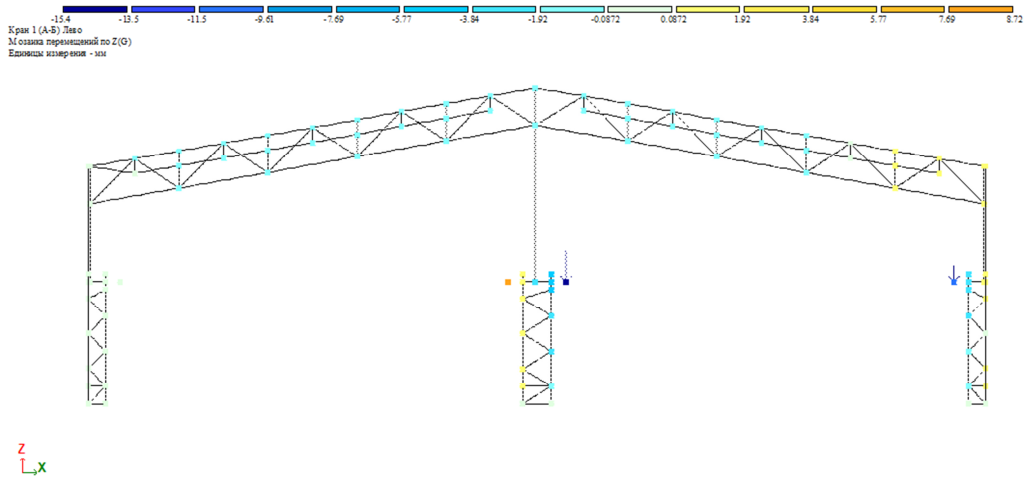 -15.4 -13.5 -11.5 -9.61 -7.69 -5.77 -3.84 -1.92 -0.0872 0.0872 1.92 3.84 5.77 7.69 8.72
Кран 1 (А-Б) Лево
Мозаика перемещений по Z(G)
Единицы измерения - мм
Z
X